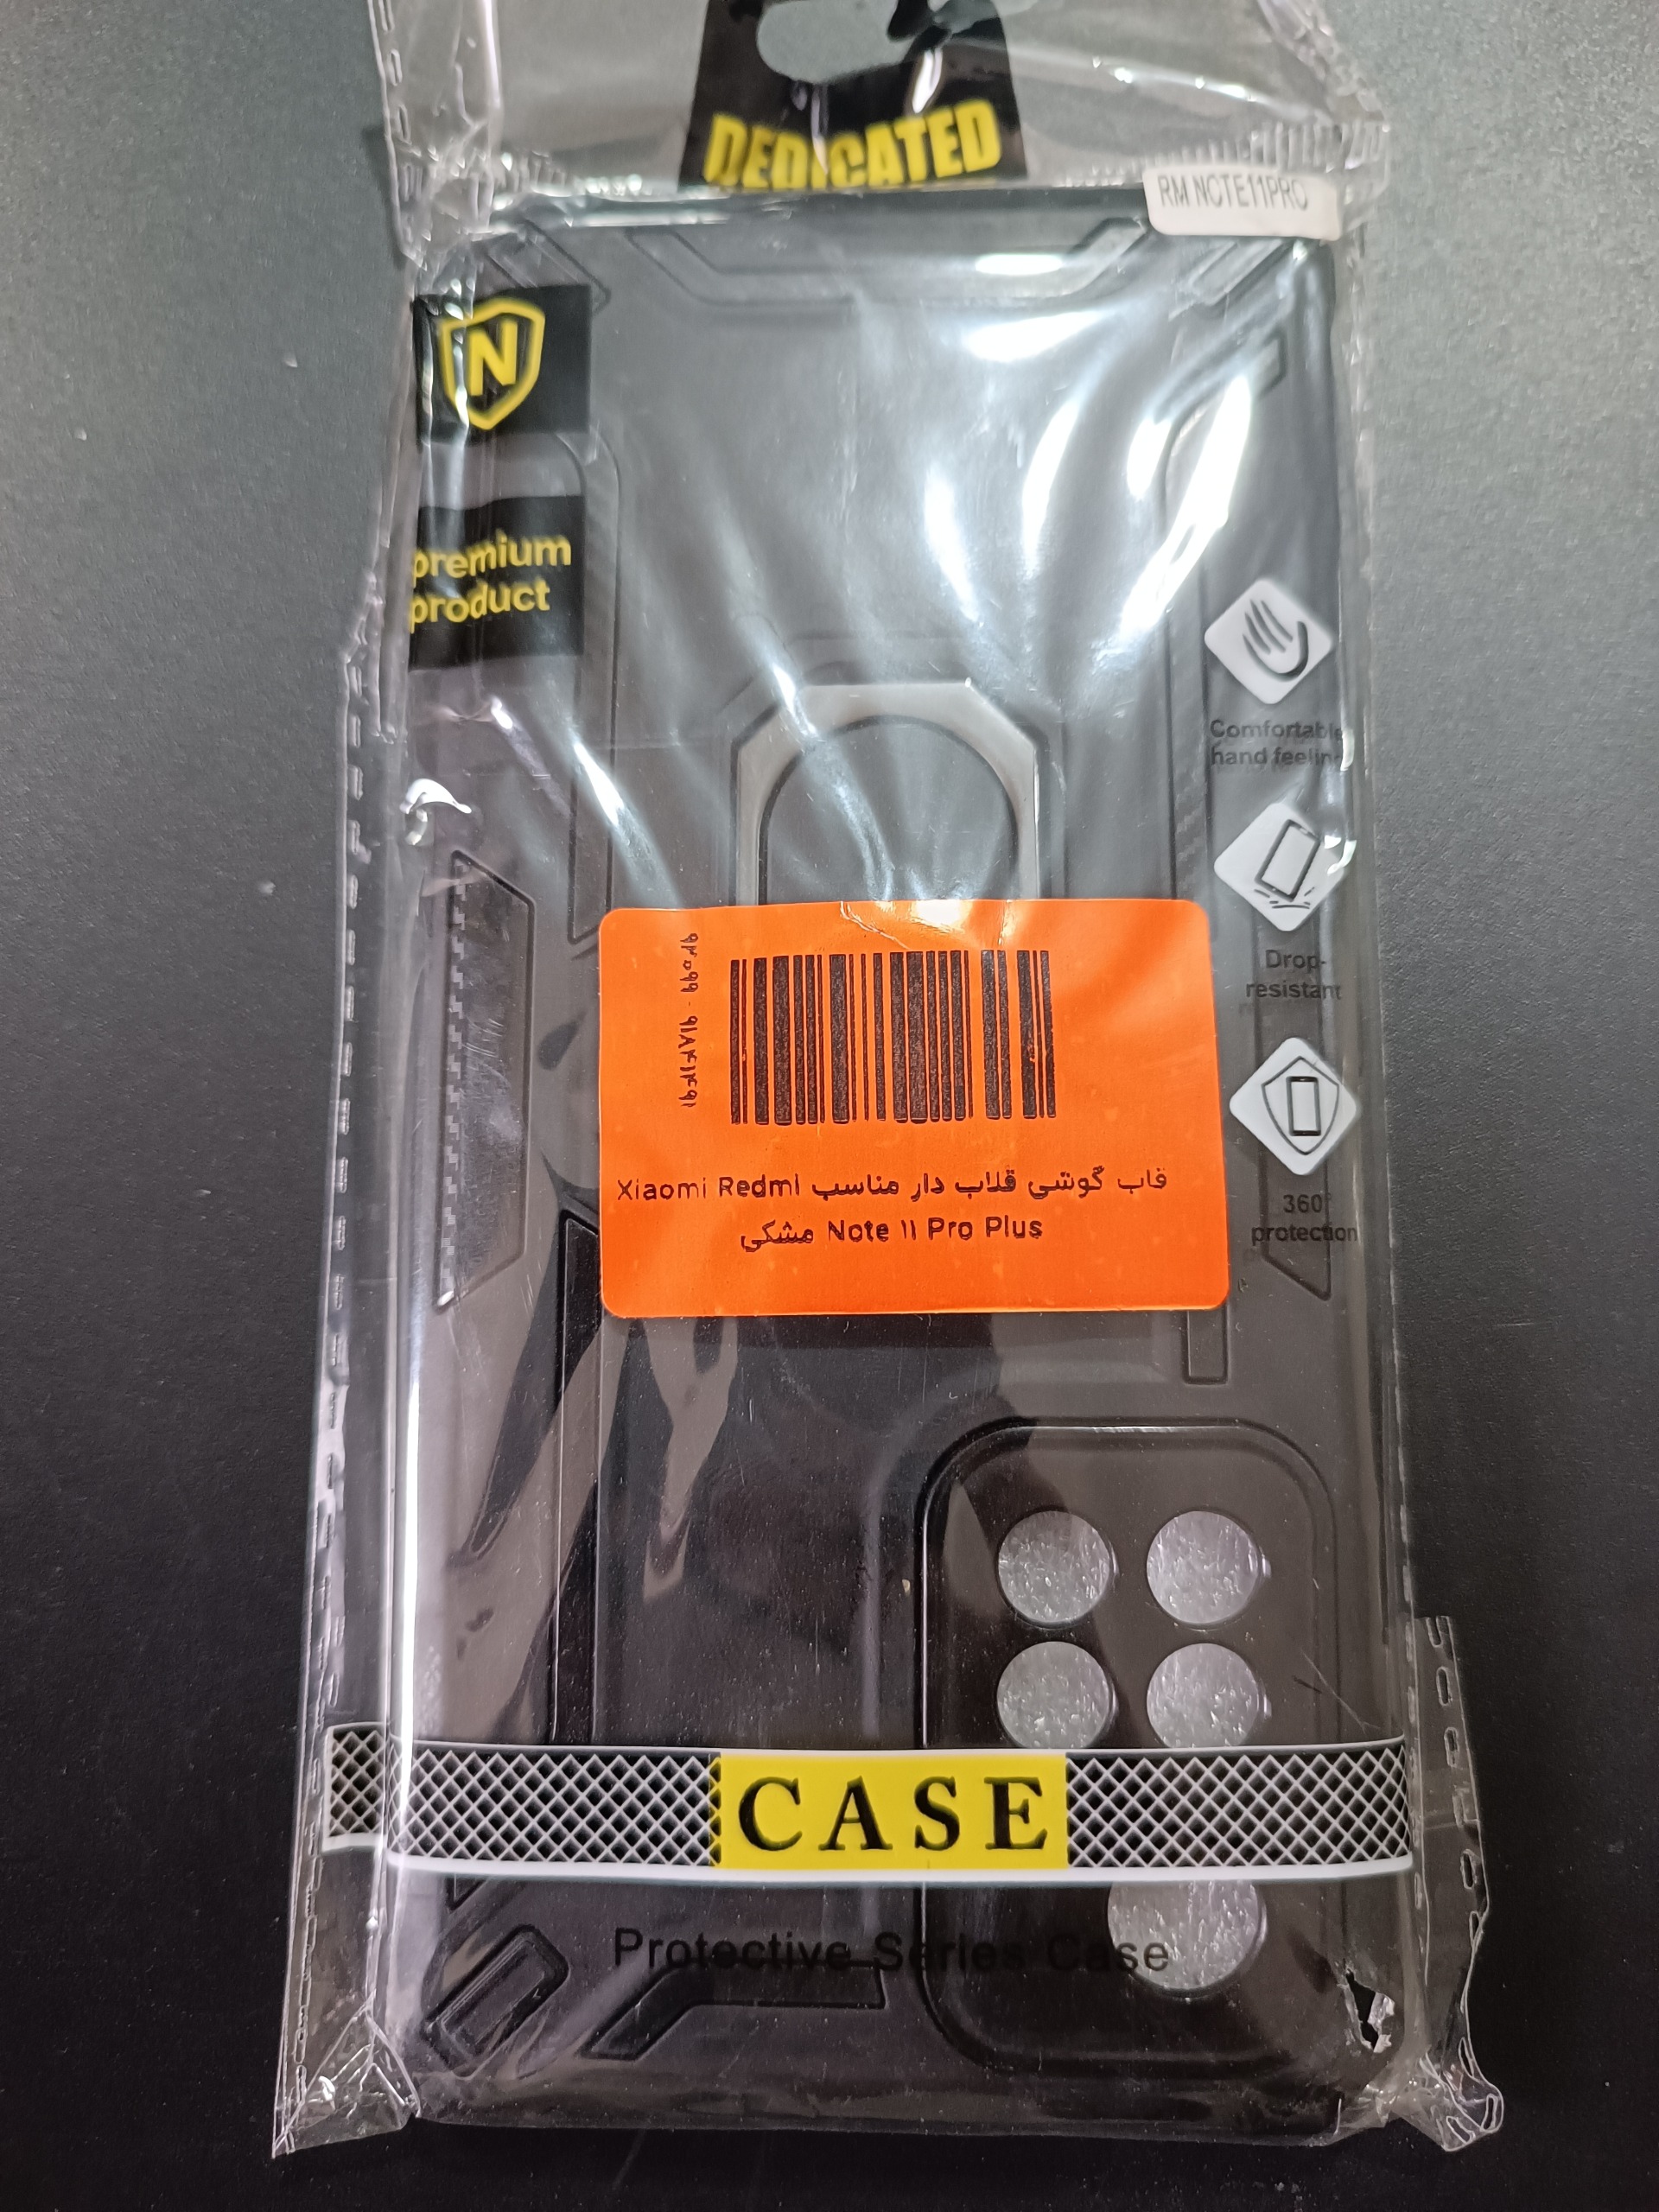 DEDICATED
RM NOTE11PRO
N
premium
product
Comfortable
hand feeling
Drop-
resistant
360°
protection
قاب گوشی قلاب دار مناسب Xiaomi Redmi
Note ۱۱ Pro Plus مشکی
CASE
Protective Series Case